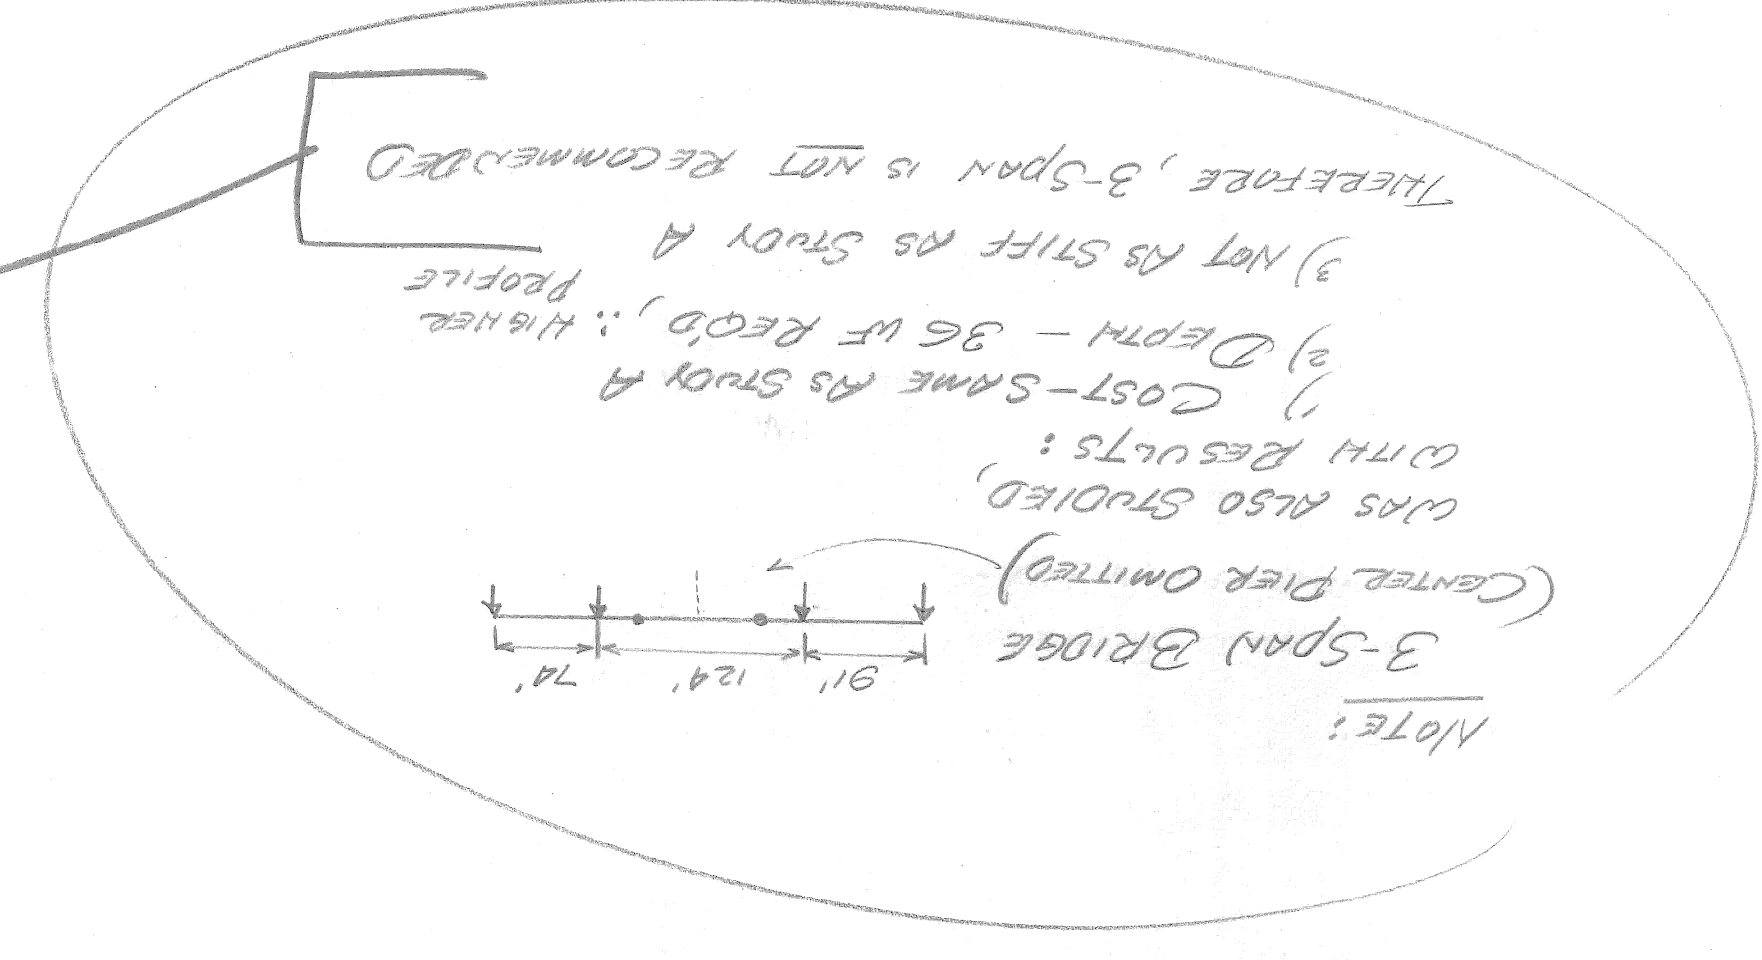 NOTE:
3-SPAN BRIDGE
91' 124' 74'
(CENTER PIER OMITTED)
WAS ALSO STUDIED,
WITH RESULTS:
1) COST-SAME AS STUDY A
2) DEPTH - 36 WF REQ'D, ∴ HIGHER
PROFILE
3) NOT AS STIFF AS STUDY A
THEREFORE, 3-SPAN IS NOT RECOMMENDED